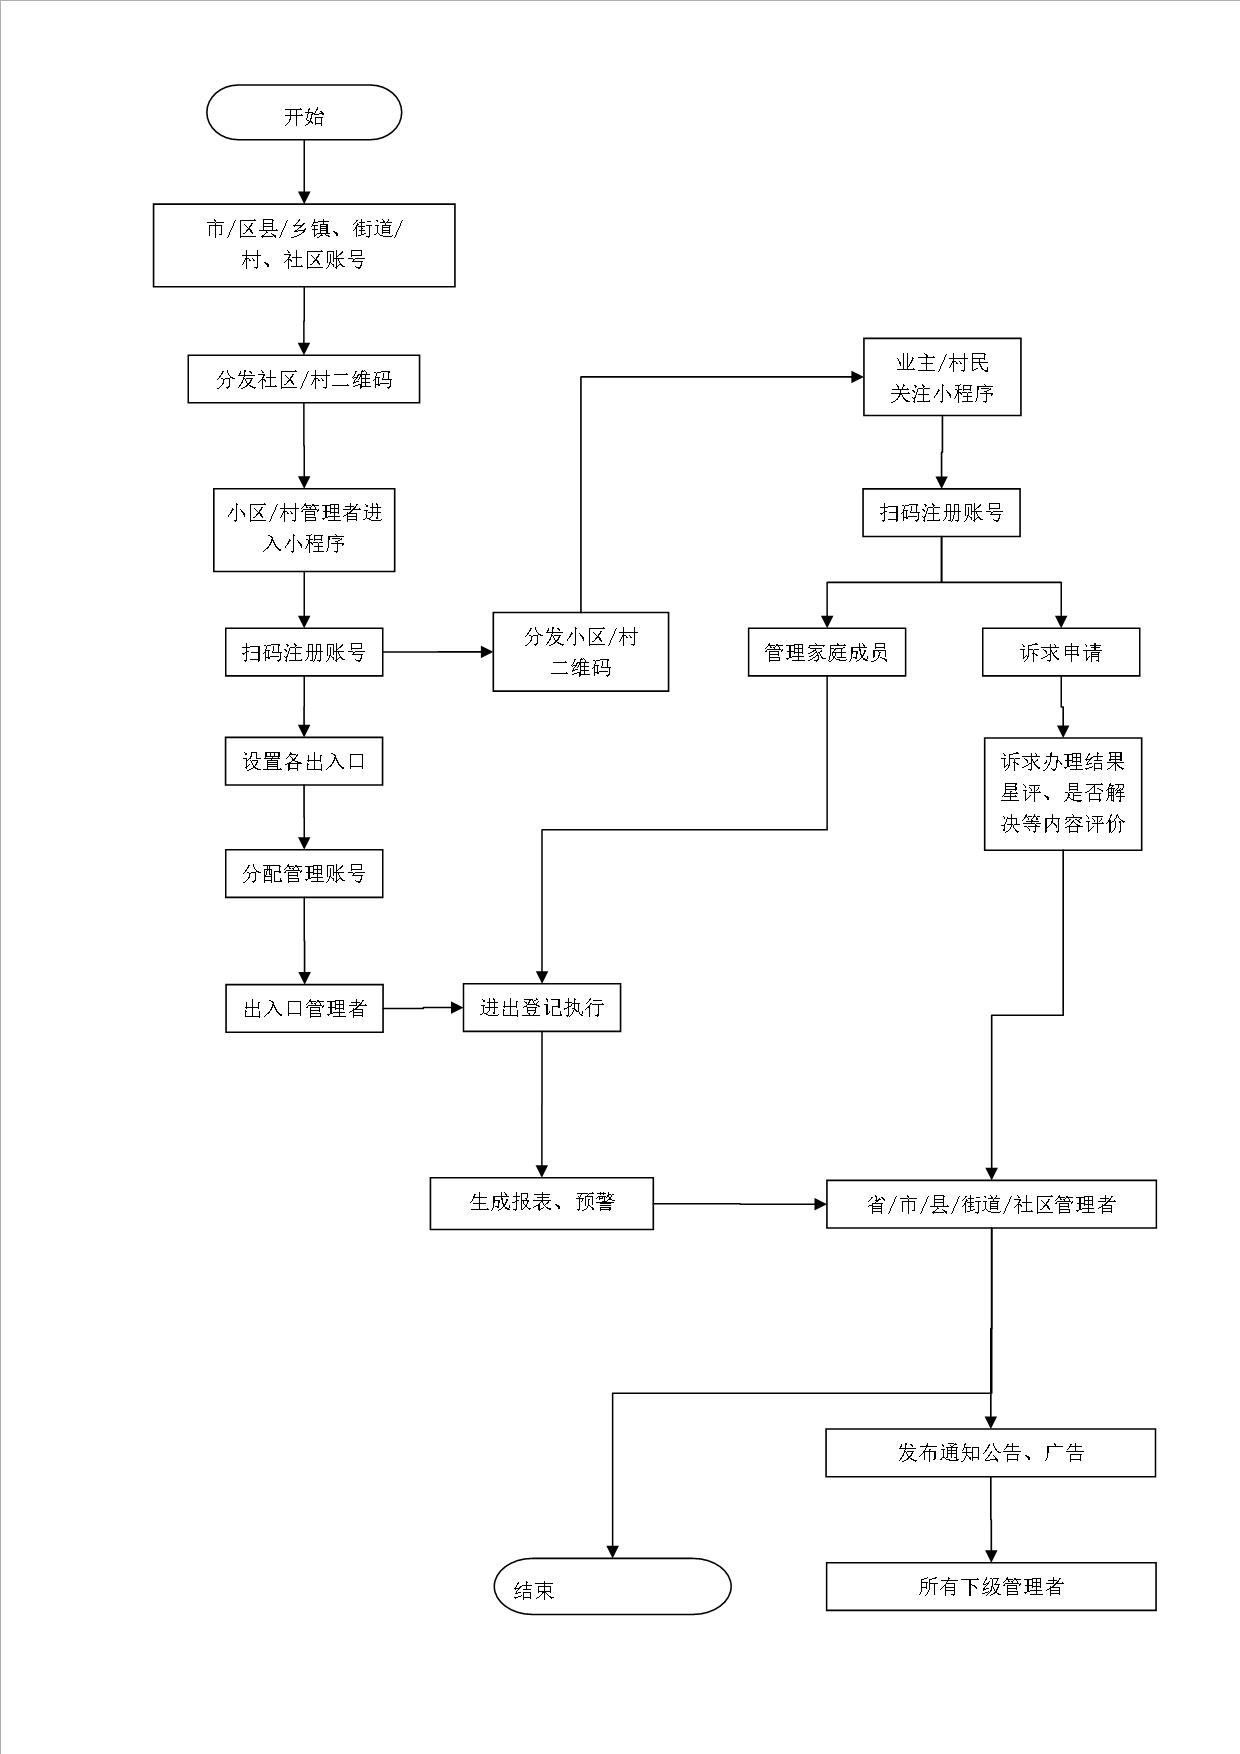 开始
市/区县/乡镇、街道/
村、社区账号
分发社区/村二维码
小区/村管理者进
入小程序
扫码注册账号
分发小区/村
二维码
设置各出入口
分配管理账号
出入口管理者
业主/村民
关注小程序
扫码注册账号
管理家庭成员
诉求申请
诉求办理结果
星评、是否解
决等内容评价
进出登记执行
生成报表、预警
省/市/县/街道/社区管理者
发布通知公告、广告
所有下级管理者
结束